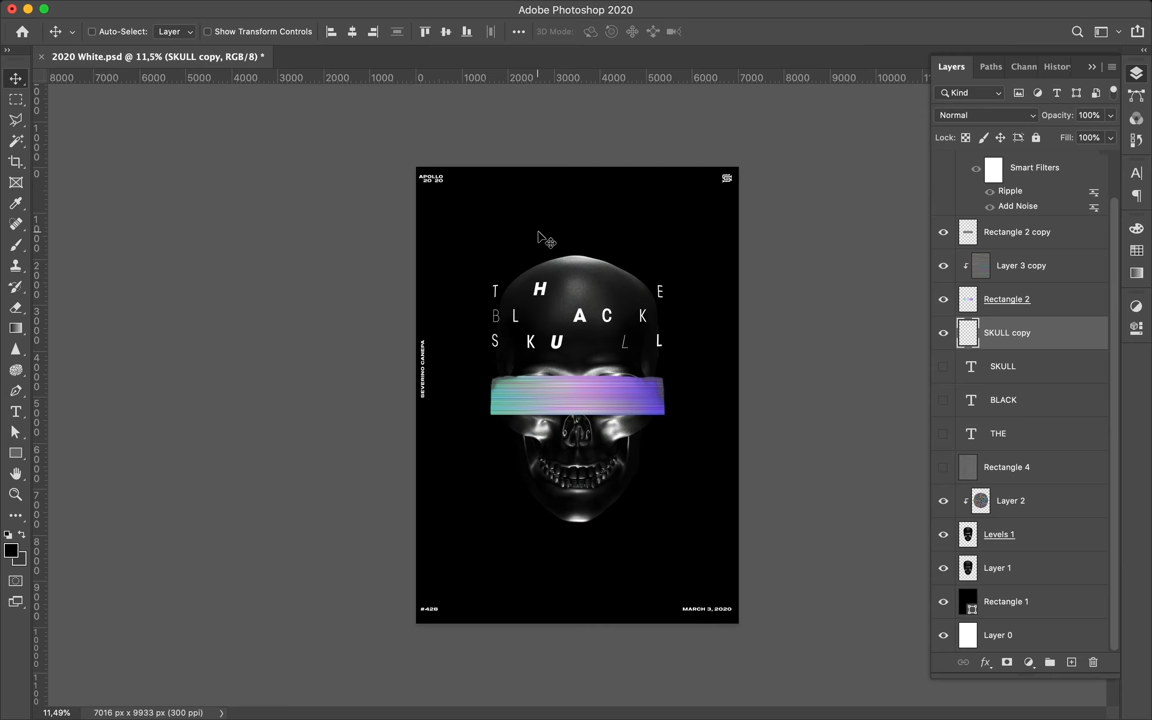 Adobe Photoshop 2020
Auto-Select: Layer Show Transform Controls 3D Mode:
2020 White.psd @ 11,5% (SKULL copy, RGB/8) *
8000 7000 6000 5000 4000 3000 2000 1000 0 1000 2000 3000 4000 5000 6000 7000 8000 9000 10000
Layers Paths Chann Histor
Kind
Normal Opacity: 100%
Lock: Fill: 100%
Smart Filters
Ripple
Add Noise
Rectangle 2 copy
Layer 3 copy
Rectangle 2
SKULL copy
SKULL
BLACK
THE
Rectangle 4
Layer 2
Levels 1
Layer 1
Rectangle 1
Layer 0
APOLLO
20 20
T H E
B L A C K
S K U L L
SEVERINO CANEPA
#428 MARCH 3, 2020
11,49% 7016 px x 9933 px (300 ppi)